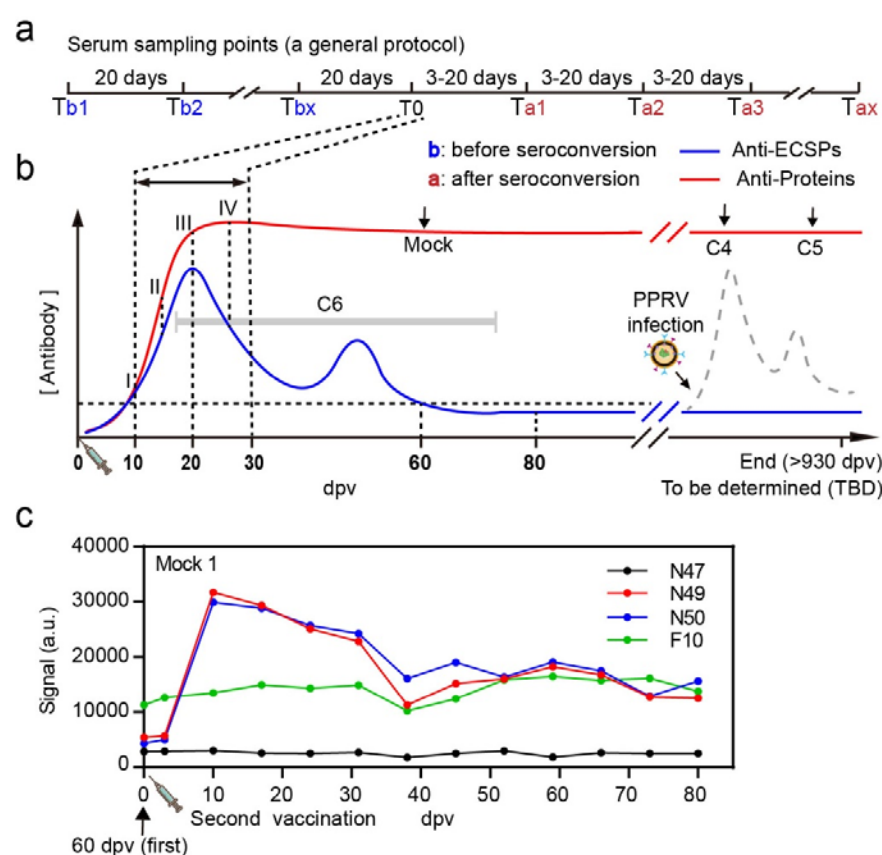 a
Serum sampling points (a general protocol)
20 days 20 days 3-20 days 3-20 days 3-20 days
Tb1 Tb2 Tbx T0 Ta1 Ta2 Ta3 Tax
b
b: before seroconversion Anti-ECSPs
a: after seroconversion Anti-Proteins
[ Antibody ]
I II III IV
Mock C4 C5
C6
PPRV
infection
0 10 20 30 60 80
dpv
End (>930 dpv)
To be determined (TBD)
c
Mock 1
Signal (a.u.)
40000
30000
20000
10000
0
N47
N49
N50
F10
0 10 20 30 40 50 60 70 80
Second vaccination dpv
60 dpv (first)